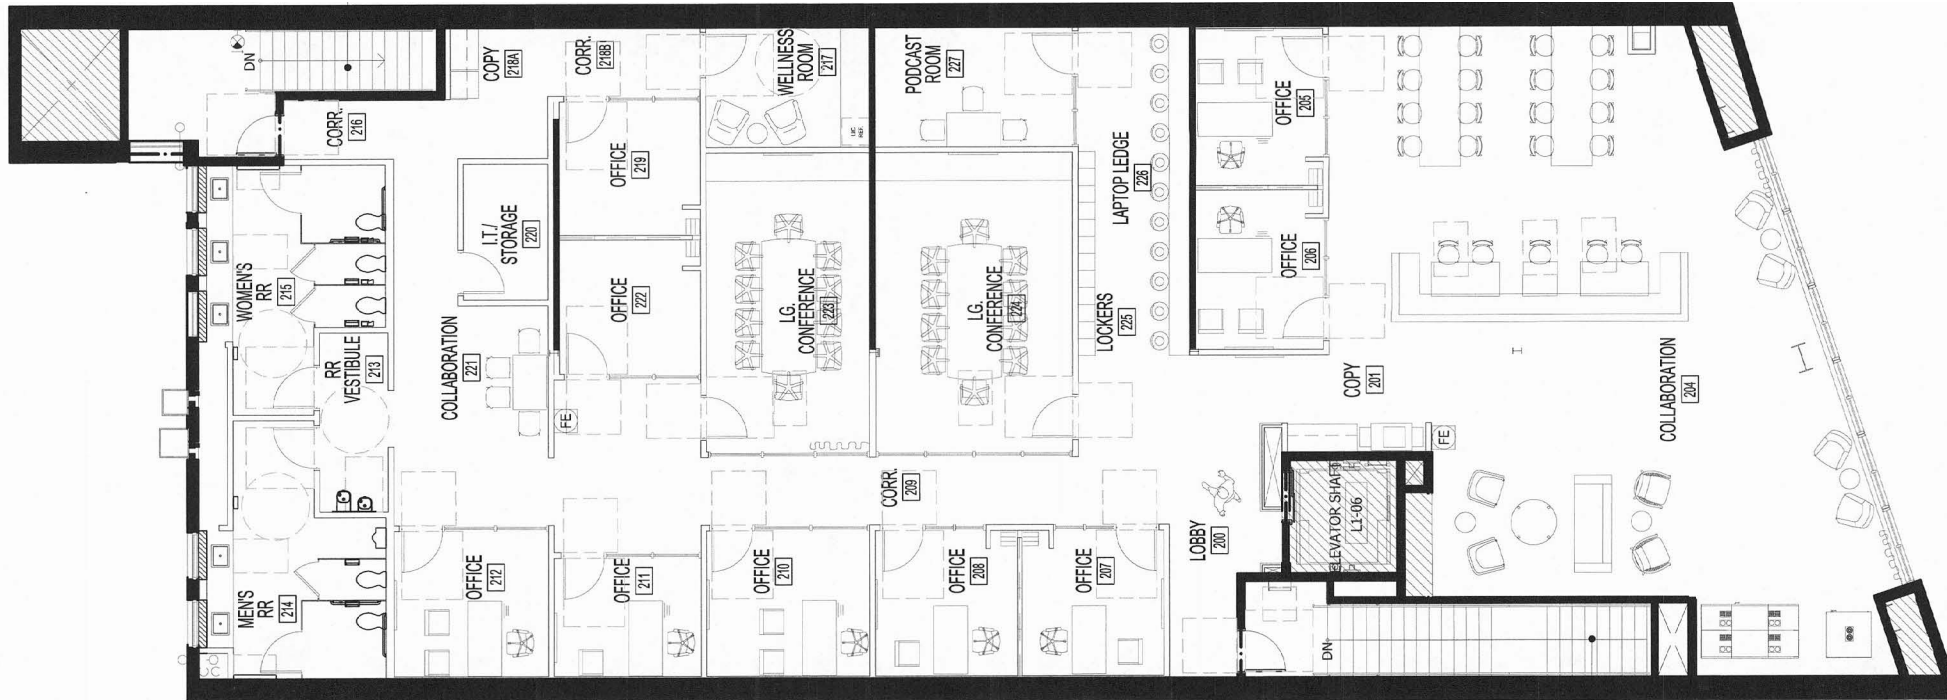 DN
CORR.
216
COPY
218A
CORR.
218B
WELLNESS
ROOM
217
U/C
REF.
PODCAST
ROOM
227
LAPTOP LEDGE
226
LOCKERS
225
OFFICE
205
OFFICE
206
OFFICE
219
OFFICE
222
I.T./
STORAGE
220
COLLABORATION
221
WOMEN'S
RR
215
RR
VESTIBULE
213
MEN'S
RR
214
LG.
CONFERENCE
223
LG.
CONFERENCE
224
FE
COPY
201
COLLABORATION
204
FE
CORR.
209
LOBBY
200
ELEVATOR SHAFT
L1-06
OFFICE
212
OFFICE
211
OFFICE
210
OFFICE
208
OFFICE
207
DN